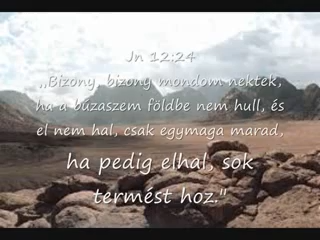 Jn 12:24
,,Bizony, bizony mondom nektek,
ha a búzaszem földbe nem hull, és
el nem hal, csak egymaga marad,
ha pedig elhal, sok
termést hoz."